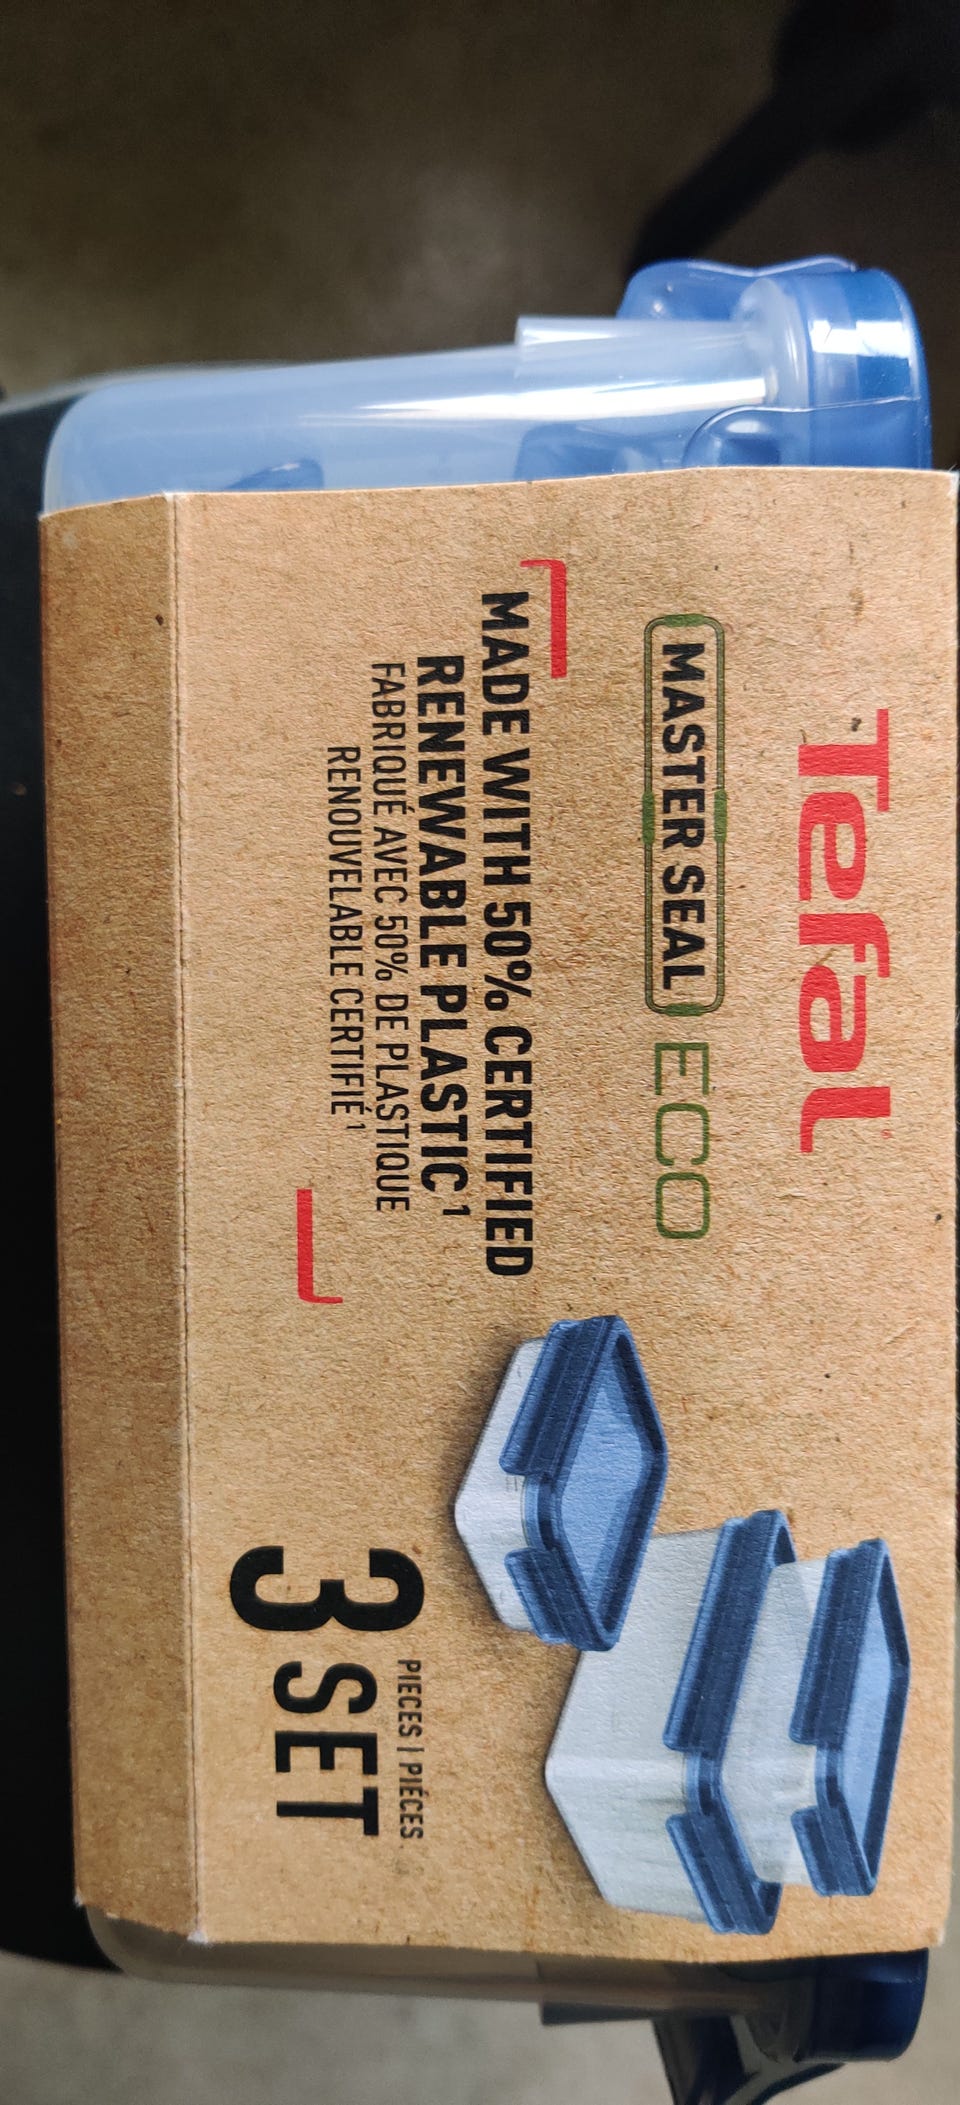 Tefal
MASTER SEAL ECO
MADE WITH 50% CERTIFIED
RENEWABLE PLASTIC¹
FABRIQUÉ AVEC 50% DE PLASTIQUE
RENOUVELABLE CERTIFIÉ¹
PIECES | PIÉCES.
3 SET